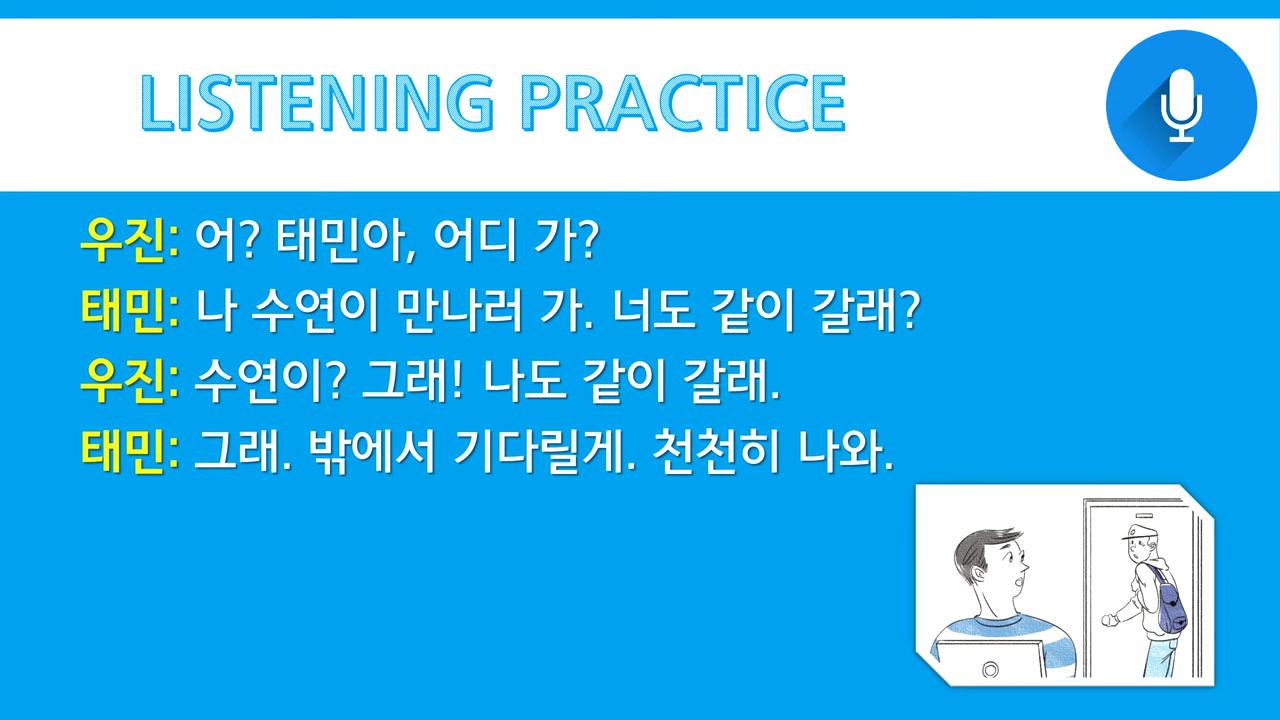 LISTENING PRACTICE
우진: 어? 태민아, 어디 가?
태민: 나 수연이 만나러 가. 너도 같이 갈래?
우진: 수연이? 그래! 나도 같이 갈래.
태민: 그래. 밖에서 기다릴게. 천천히 나와.